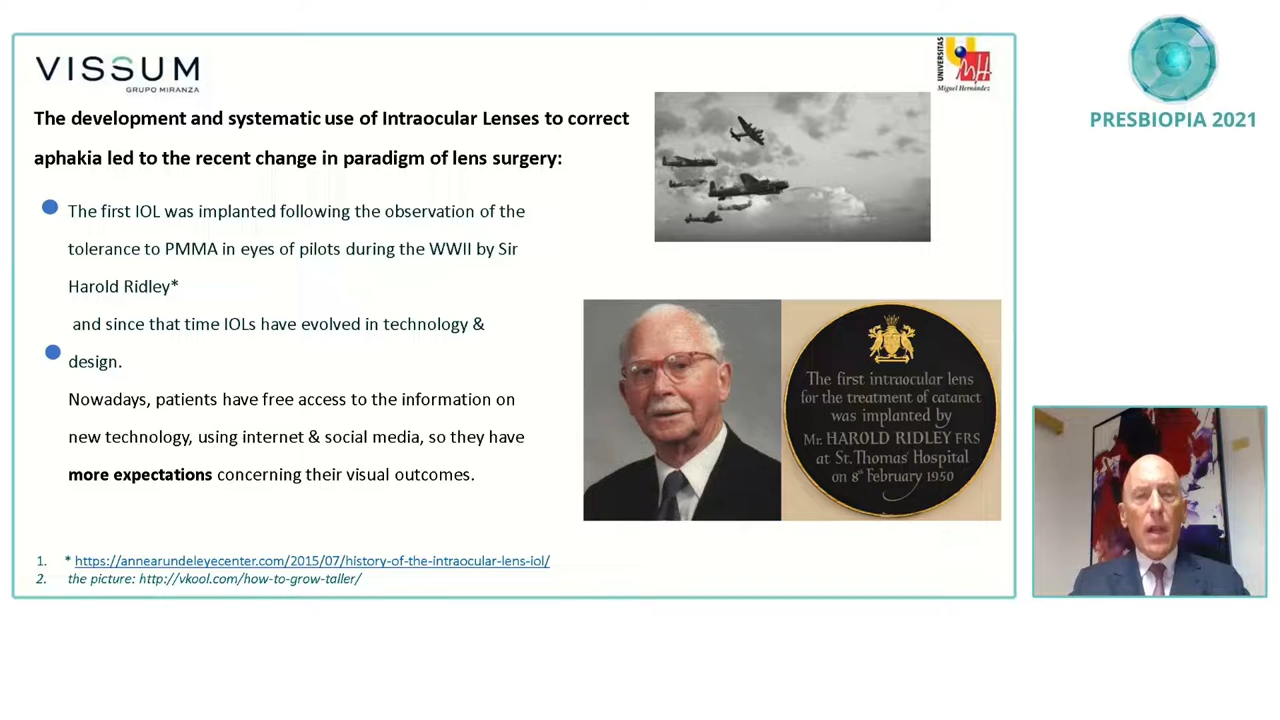 VISSUM
GRUPO MIRANZA
UNIVERSITAS
Miguel Hernández
PRESBIOPIA 2021
The development and systematic use of Intraocular Lenses to correct
aphakia led to the recent change in paradigm of lens surgery:
The first IOL was implanted following the observation of the
tolerance to PMMA in eyes of pilots during the WWII by Sir
Harold Ridley*
and since that time IOLs have evolved in technology &
design.
Nowadays, patients have free access to the information on
new technology, using internet & social media, so they have
more expectations concerning their visual outcomes.
The first intraocular lens
for the treatment of cataract
was implanted by
Mr. HAROLD RIDLEY FRS
at St. Thomas' Hospital
on 8th February 1950
1. * https://annearundeleyecenter.com/2015/07/history-of-the-intraocular-lens-iol/
2. the picture: http://vkool.com/how-to-grow-taller/